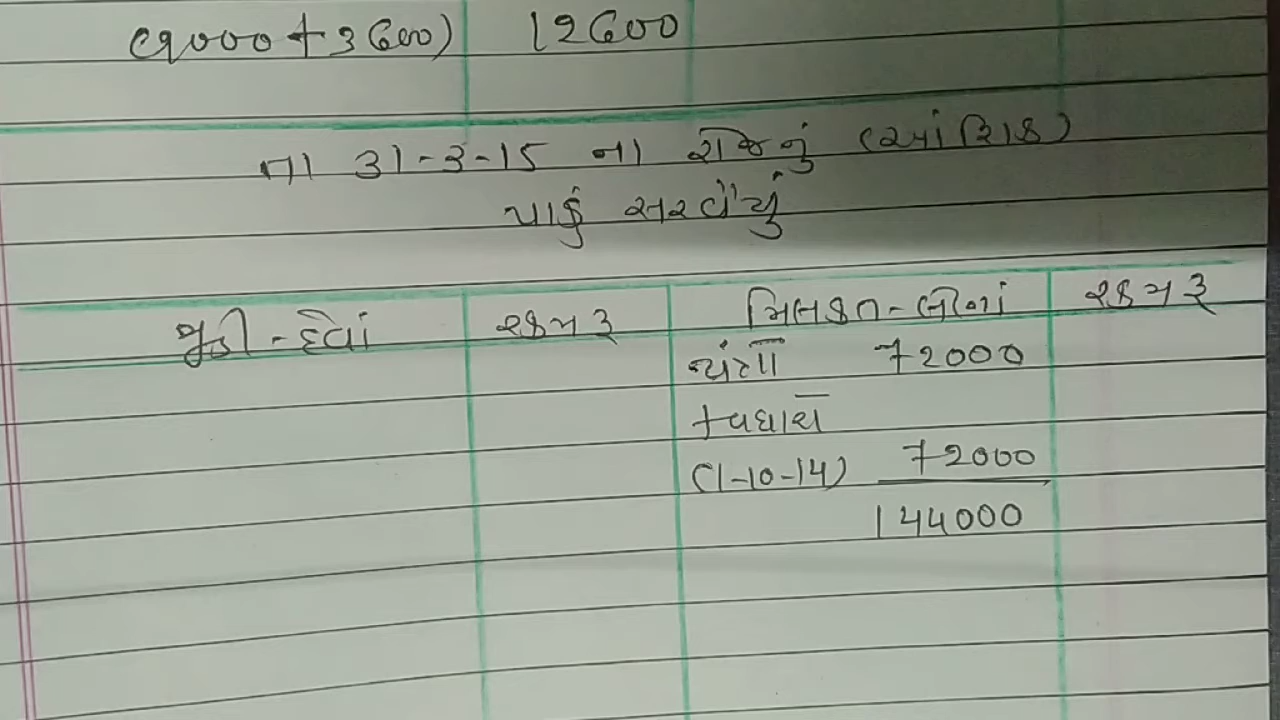 (9000+3600) 12600
તા 31-3-15 ના રોજનું (આંશિક)
પાકું સરવૈયું
મૂડી-દેવાં રકમ રૂ મિલકત-લેણાં રકમ રૂ
યંત્રો 72000
+વધારો
(1-10-14) 72000
144000